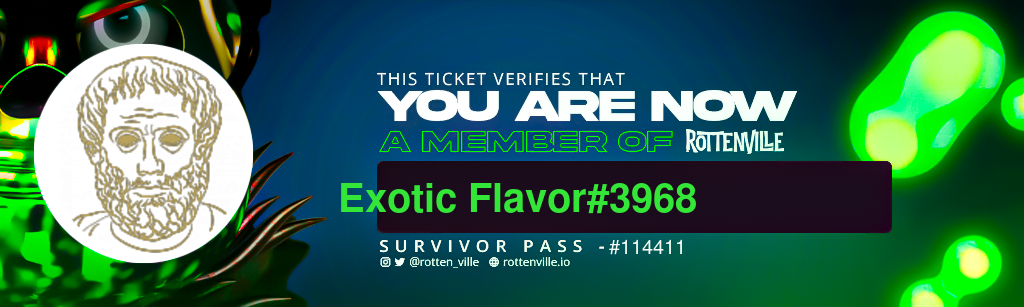 THIS TICKET VERIFIES THAT
YOU ARE NOW
A MEMBER OF ROTTENVILLE
Exotic Flavor#3968
SURVIVOR PASS - #114411
@rotten_ville rottenville.io